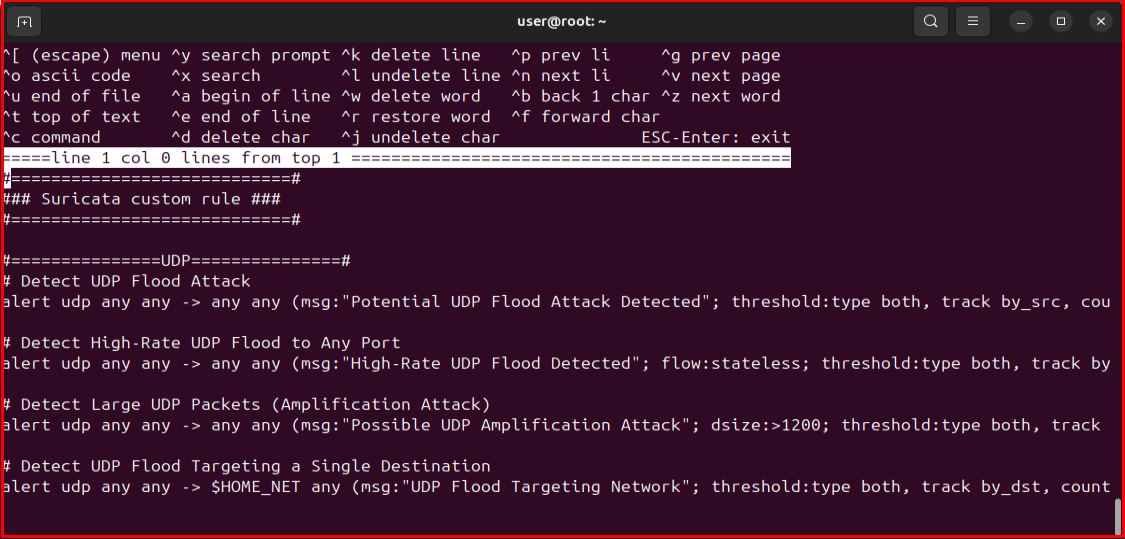 user@root: ~
^[ (escape) menu ^y search prompt ^k delete line   ^p prev li     ^g prev page
^o ascii code    ^x search        ^l undelete line ^n next li     ^v next page
^u end of file   ^a begin of line ^w delete word   ^b back 1 char ^z next word
^t top of text   ^e end of line   ^r restore word  ^f forward char
^c command       ^d delete char   ^j undelete char              ESC-Enter: exit
=====line 1 col 0 lines from top 1 ============================================
#============================#
### Suricata custom rule ###
#============================#
#===============UDP===============#
# Detect UDP Flood Attack
alert udp any any -> any any (msg:"Potential UDP Flood Attack Detected"; threshold:type both, track by_src, cou
# Detect High-Rate UDP Flood to Any Port
alert udp any any -> any any (msg:"High-Rate UDP Flood Detected"; flow:stateless; threshold:type both, track by
# Detect Large UDP Packets (Amplification Attack)
alert udp any any -> any any (msg:"Possible UDP Amplification Attack"; dsize:>1200; threshold:type both, track
# Detect UDP Flood Targeting a Single Destination
alert udp any any -> $HOME_NET any (msg:"UDP Flood Targeting Network"; threshold:type both, track by_dst, count